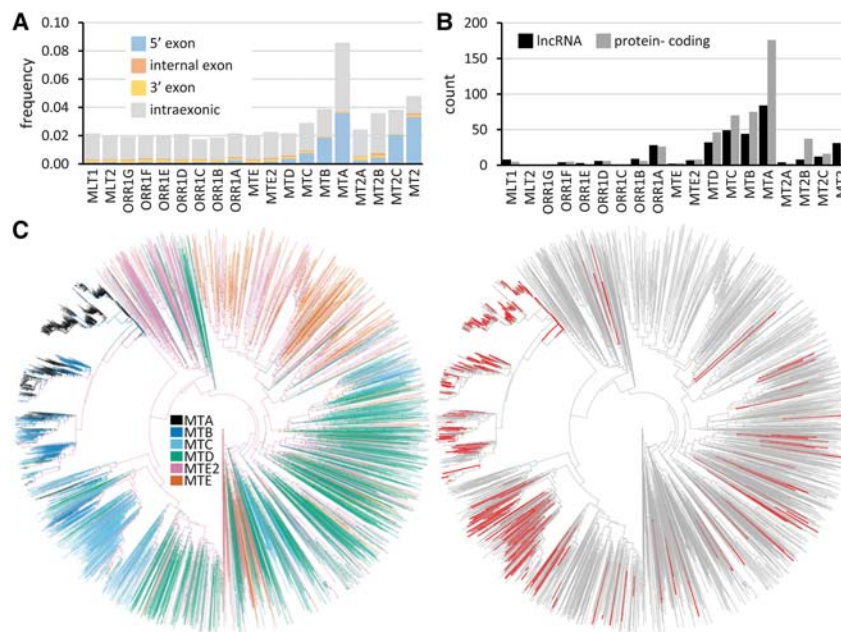 A
frequency
0.10
0.08
0.06
0.04
0.02
0.00
5' exon
internal exon
3' exon
intraexonic
MLT1
MLT2
ORR1G
ORR1F
ORR1E
ORR1D
ORR1C
ORR1B
ORR1A
MTE
MTE2
MTD
MTC
MTB
MTA
MT2A
MT2B
MT2C
MT2
B
count
200
150
100
50
0
lncRNA
protein- coding
MLT1
MLT2
ORR1G
ORR1F
ORR1E
ORR1D
ORR1C
ORR1B
ORR1A
MTE
MTE2
MTD
MTC
MTB
MTA
MT2A
MT2B
MT2C
C
MTA
MTB
MTC
MTD
MTE2
MTE